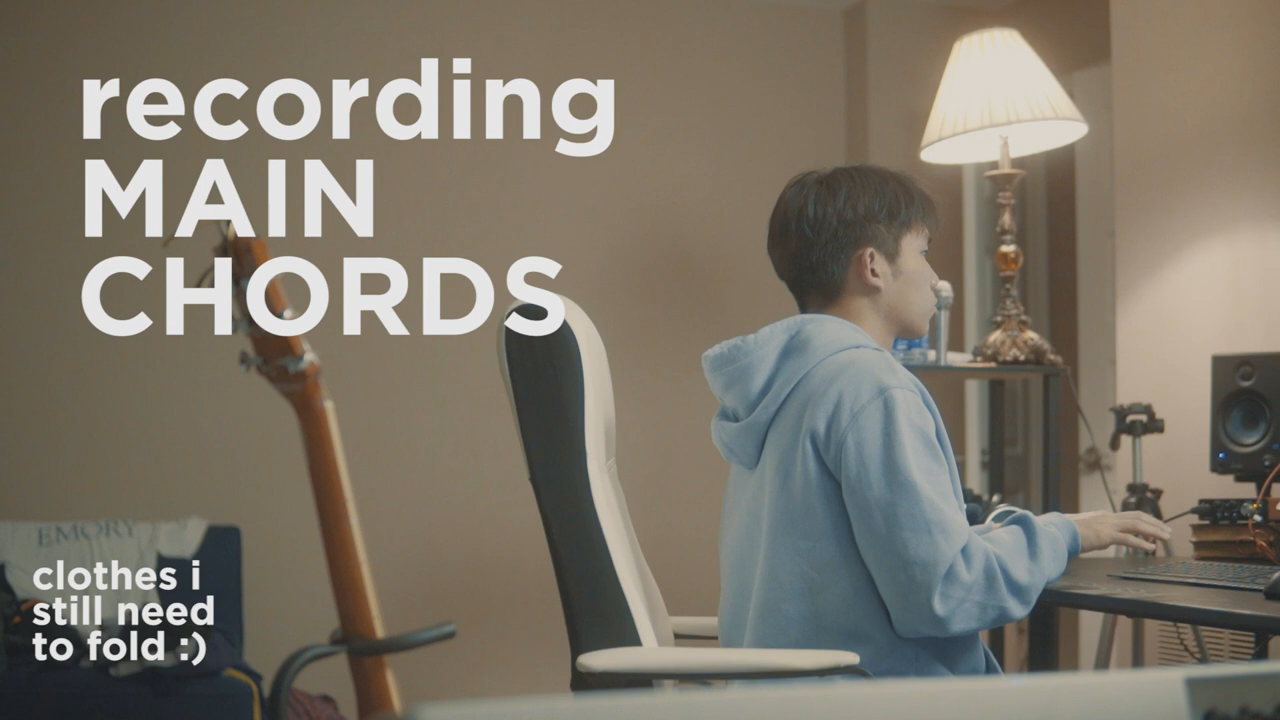 recording
MAIN
CHORDS
EMORY
clothes i
still need
to fold :)